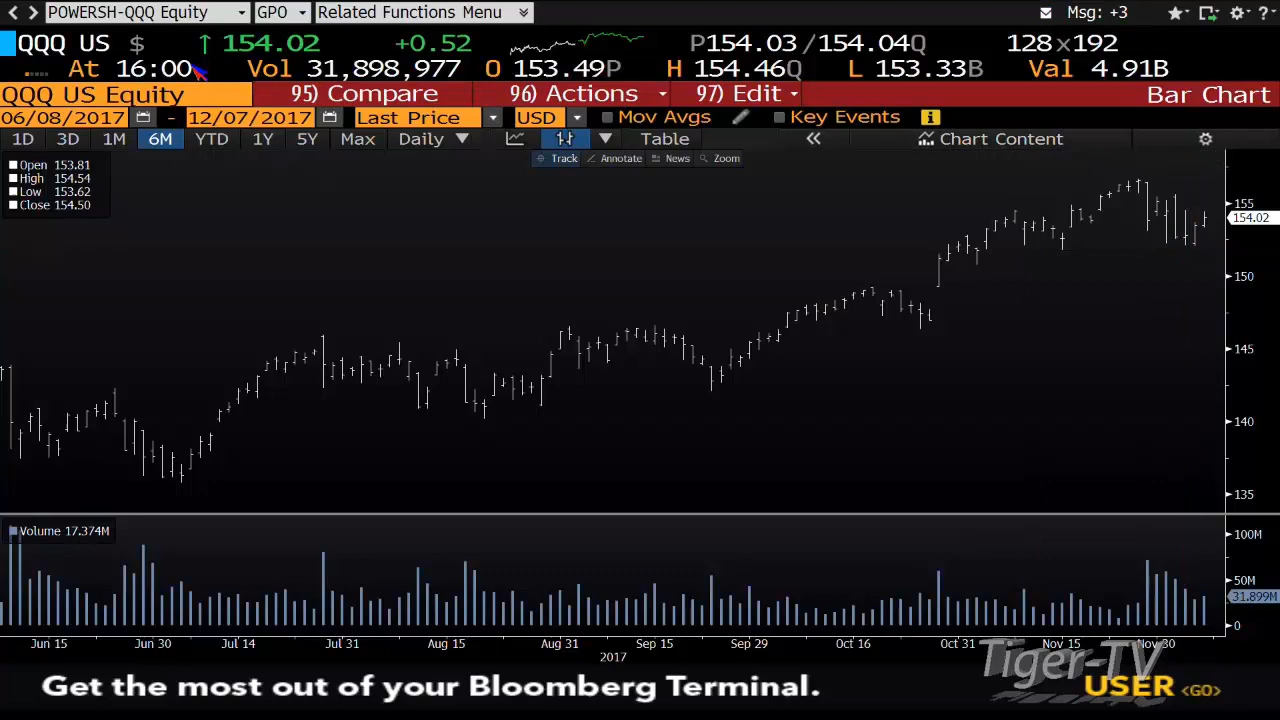 POWERSH-QQQ Equity GPO Related Functions Menu Msg: +3 ?
QQQ US $ ↑ 154.02 +0.52 P154.03 /154.04Q 128 x 192
At 16:00 Vol 31,898,977 O 153.49P H 154.46Q L 153.33B Val 4.91B
QQQ US Equity 95) Compare 96) Actions 97) Edit Bar Chart
06/08/2017 - 12/07/2017 Last Price USD Mov Avgs Key Events i
1D 3D 1M 6M YTD 1Y 5Y Max Daily Table « Chart Content
Track Annotate News Zoom
Open 153.81
High 154.54
Low 153.62
Close 154.50
155
154.02
150
145
140
135
Volume 17.374M
100M
50M
31.899M
0
Jun 15 Jun 30 Jul 14 Jul 31 Aug 15 Aug 31 Sep 15 Sep 29 Oct 16 Oct 31 Nov 15 Nov 30
2017
Tiger-TV
Get the most out of your Bloomberg Terminal. USER <GO>